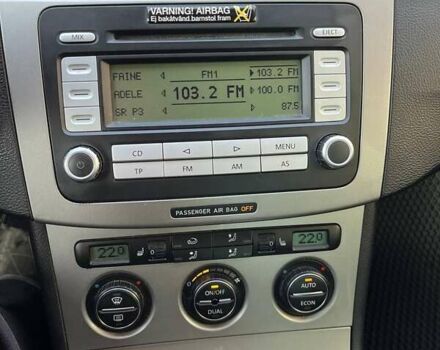 VARNING! AIRBAG
Ej bakåtvänd barnstol fram
MIX
EJECT
FAINE FM1 103.2 FM
ADELE 103.2 FM 100.0 FM
SR P3 87.5
CD MENU
TP FM AM AS
PASSENGER AIR BAG OFF
22.0 0 0 22.0
ON/OFF AUTO
DUAL ECON